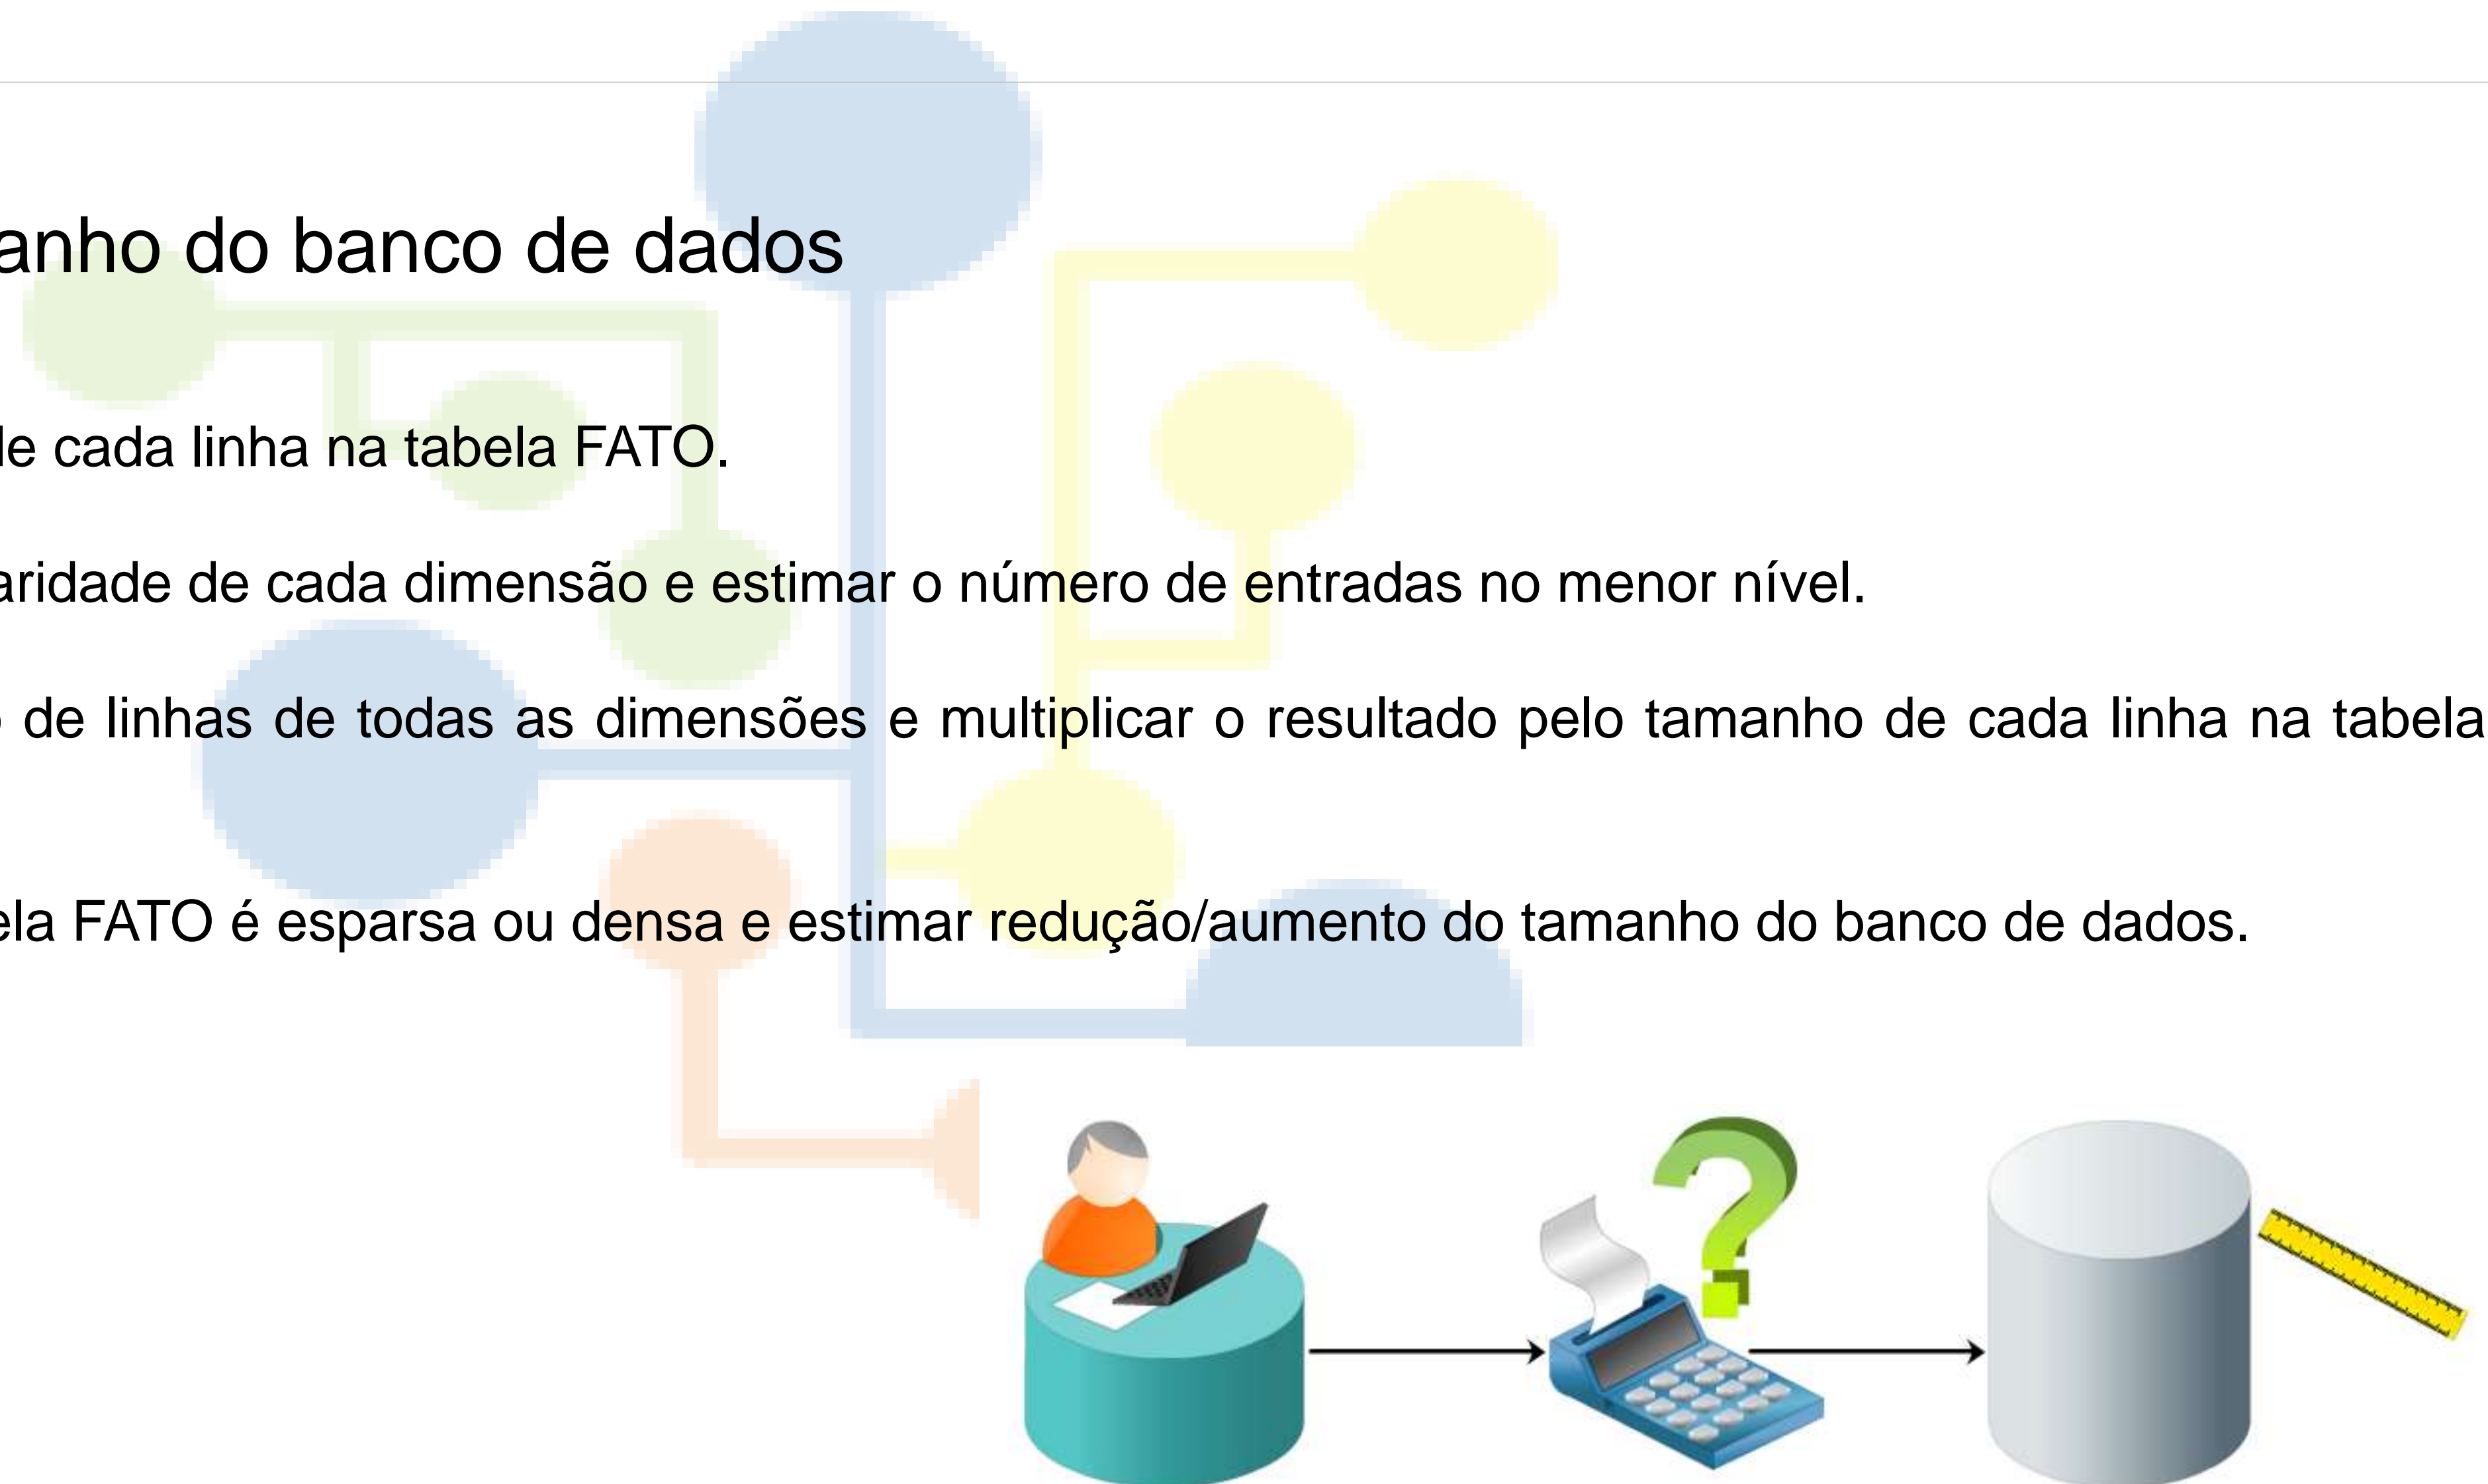 anho do banco de dados
de cada linha na tabela FATO.
aridade de cada dimensão e estimar o número de entradas no menor nível.
o de linhas de todas as dimensões e multiplicar o resultado pelo tamanho de cada linha na tabela
ela FATO é esparsa ou densa e estimar redução/aumento do tamanho do banco de dados.